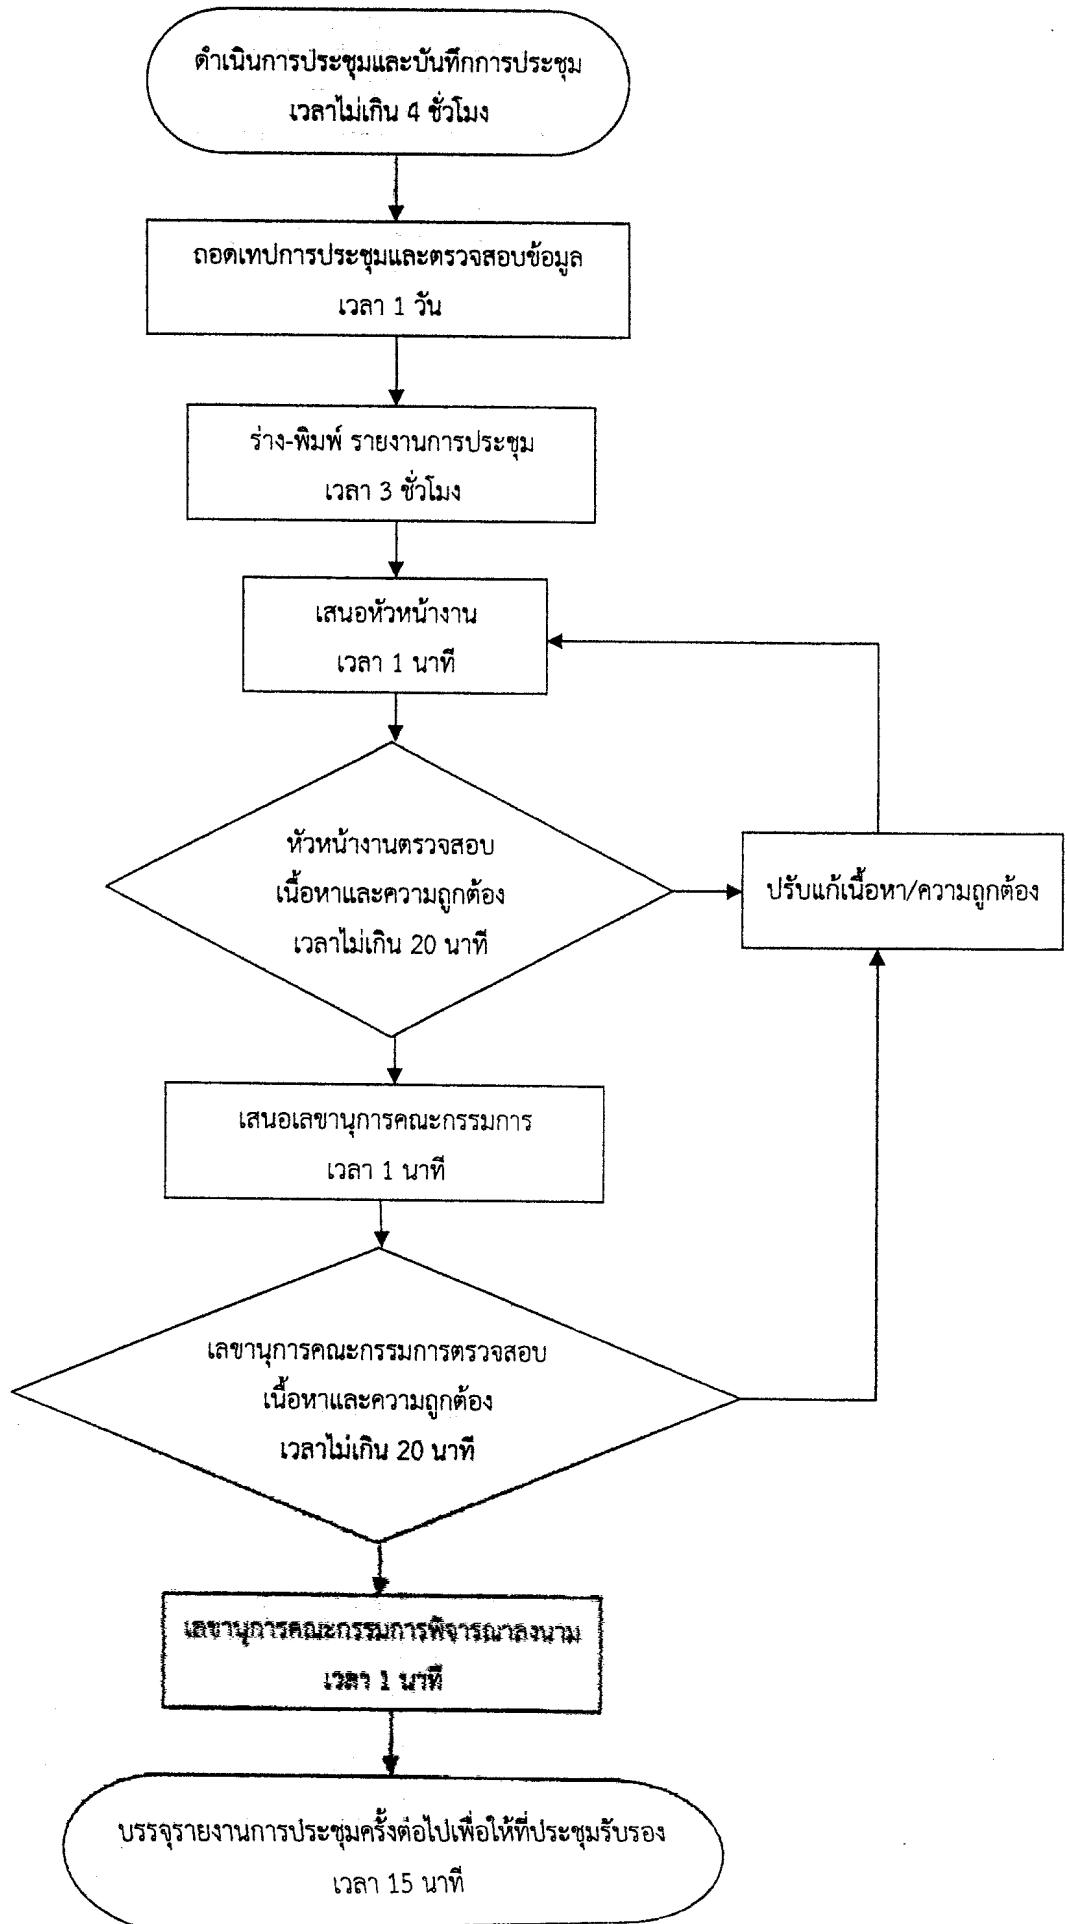 ดำเนินการประชุมและบันทึกการประชุม
เวลาไม่เกิน 4 ชั่วโมง
ถอดเทปการประชุมและตรวจสอบข้อมูล
เวลา 1 วัน
ร่าง-พิมพ์ รายงานการประชุม
เวลา 3 ชั่วโมง
เสนอหัวหน้างาน
เวลา 1 นาที
หัวหน้างานตรวจสอบ
เนื้อหาและความถูกต้อง
เวลาไม่เกิน 20 นาที
ปรับแก้เนื้อหา/ความถูกต้อง
เสนอเลขานุการคณะกรรมการ
เวลา 1 นาที
เลขานุการคณะกรรมการตรวจสอบ
เนื้อหาและความถูกต้อง
เวลาไม่เกิน 20 นาที
เลขานุการคณะกรรมการพิจารณาลงนาม
เวลา 1 นาที
บรรจุรายงานการประชุมครั้งต่อไปเพื่อให้ที่ประชุมรับรอง
เวลา 15 นาที